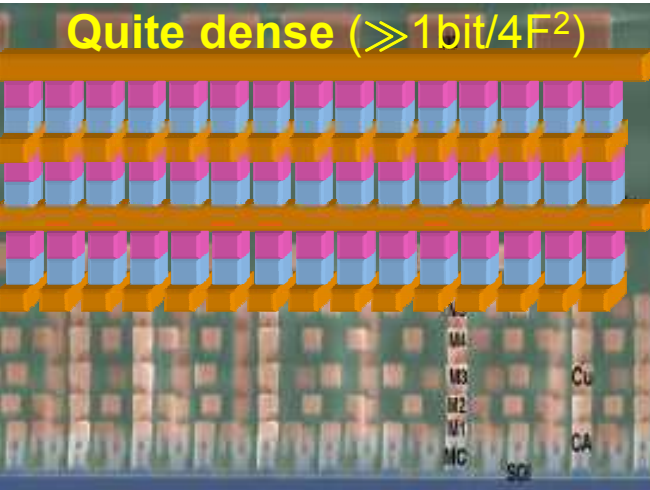 Quite dense (≫1bit/4F²)
M4
M3
Cu
M2
M1
CA
MC
SOI